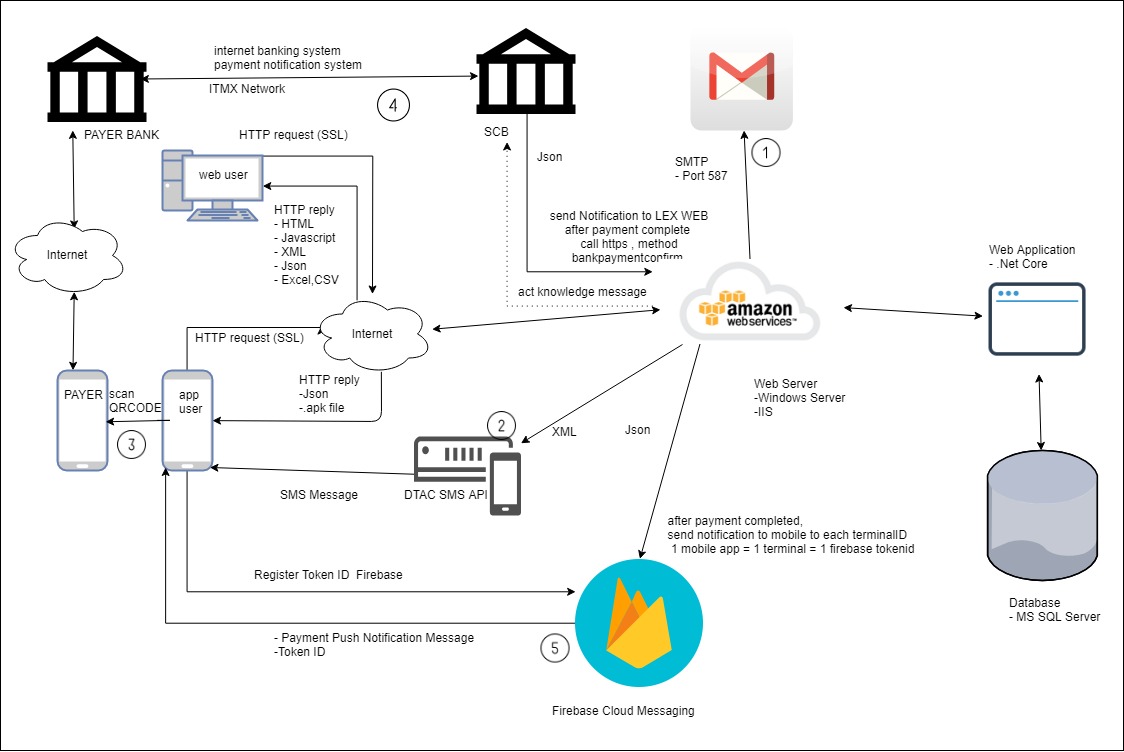 internet banking system
payment notification system
ITMX Network
4
PAYER BANK
SCB
HTTP request (SSL)
web user
HTTP reply
- HTML
- Javascript
- XML
- Json
- Excel,CSV
Json
SMTP
- Port 587
1
send Notification to LEX WEB
after payment complete
call https , method
bankpaymentconfirm
act knowledge message
amazon
webservices™
Web Application
- .Net Core
Internet
Internet
HTTP request (SSL)
HTTP reply
-Json
-.apk file
PAYER
scan
QRCODE
3
app
user
Web Server
-Windows Server
-IIS
2
XML
Json
DTAC SMS API
SMS Message
after payment completed,
send notification to mobile to each terminalID
1 mobile app = 1 terminal = 1 firebase tokenid
Register Token ID  Firebase
- Payment Push Notification Message
-Token ID
5
Firebase Cloud Messaging
Database
- MS SQL Server